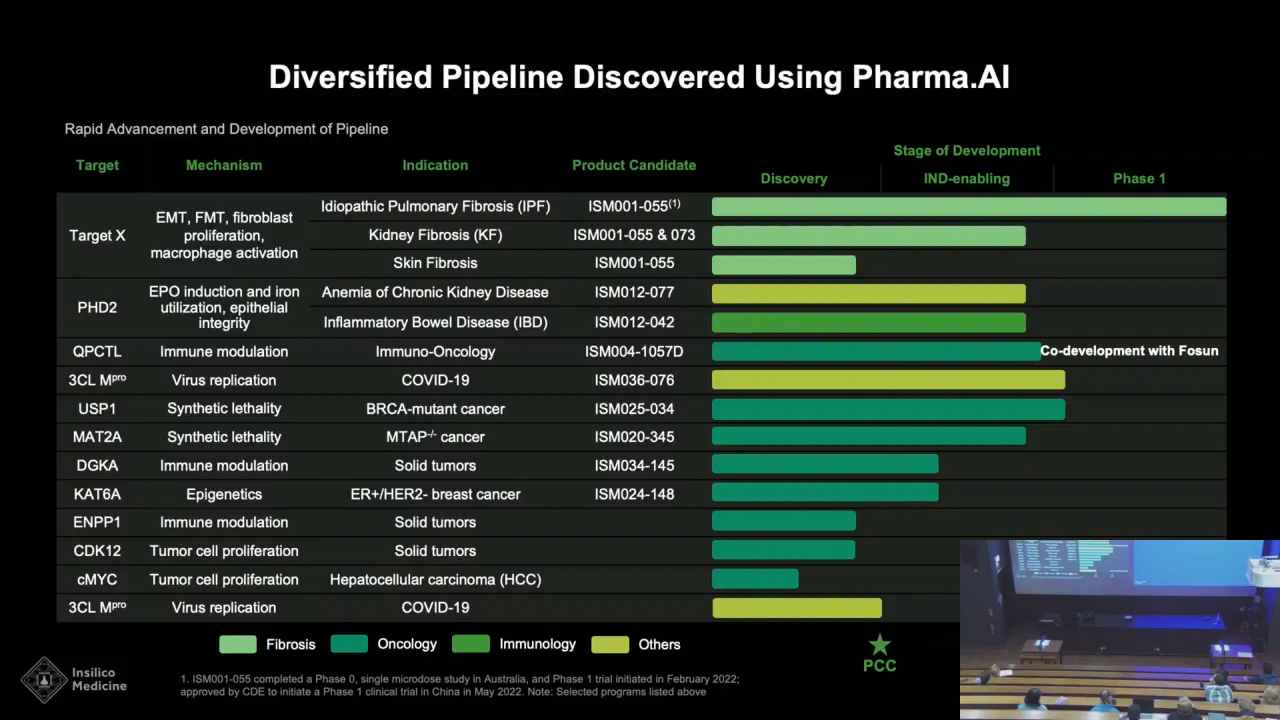 Diversified Pipeline Discovered Using Pharma.AI
Rapid Advancement and Development of Pipeline
Stage of Development
Target Mechanism Indication Product Candidate Discovery IND-enabling Phase 1
Target X
EMT, FMT, fibroblast
proliferation,
macrophage activation
Idiopathic Pulmonary Fibrosis (IPF) ISM001-055(1)
Kidney Fibrosis (KF) ISM001-055 & 073
Skin Fibrosis ISM001-055
PHD2
EPO induction and iron
utilization, epithelial
integrity
Anemia of Chronic Kidney Disease ISM012-077
Inflammatory Bowel Disease (IBD) ISM012-042
QPCTL Immune modulation Immuno-Oncology ISM004-1057D Co-development with Fosun
3CL Mpro Virus replication COVID-19 ISM036-076
USP1 Synthetic lethality BRCA-mutant cancer ISM025-034
MAT2A Synthetic lethality MTAP-/- cancer ISM020-345
DGKA Immune modulation Solid tumors ISM034-145
KAT6A Epigenetics ER+/HER2- breast cancer ISM024-148
ENPP1 Immune modulation Solid tumors
CDK12 Tumor cell proliferation Solid tumors
cMYC Tumor cell proliferation Hepatocellular carcinoma (HCC)
3CL Mpro Virus replication COVID-19
Fibrosis Oncology Immunology Others
PCC
Insilico
Medicine
1. ISM001-055 completed a Phase 0, single microdose study in Australia, and Phase 1 trial initiated in February 2022;
approved by CDE to initiate a Phase 1 clinical trial in China in May 2022. Note: Selected programs listed above